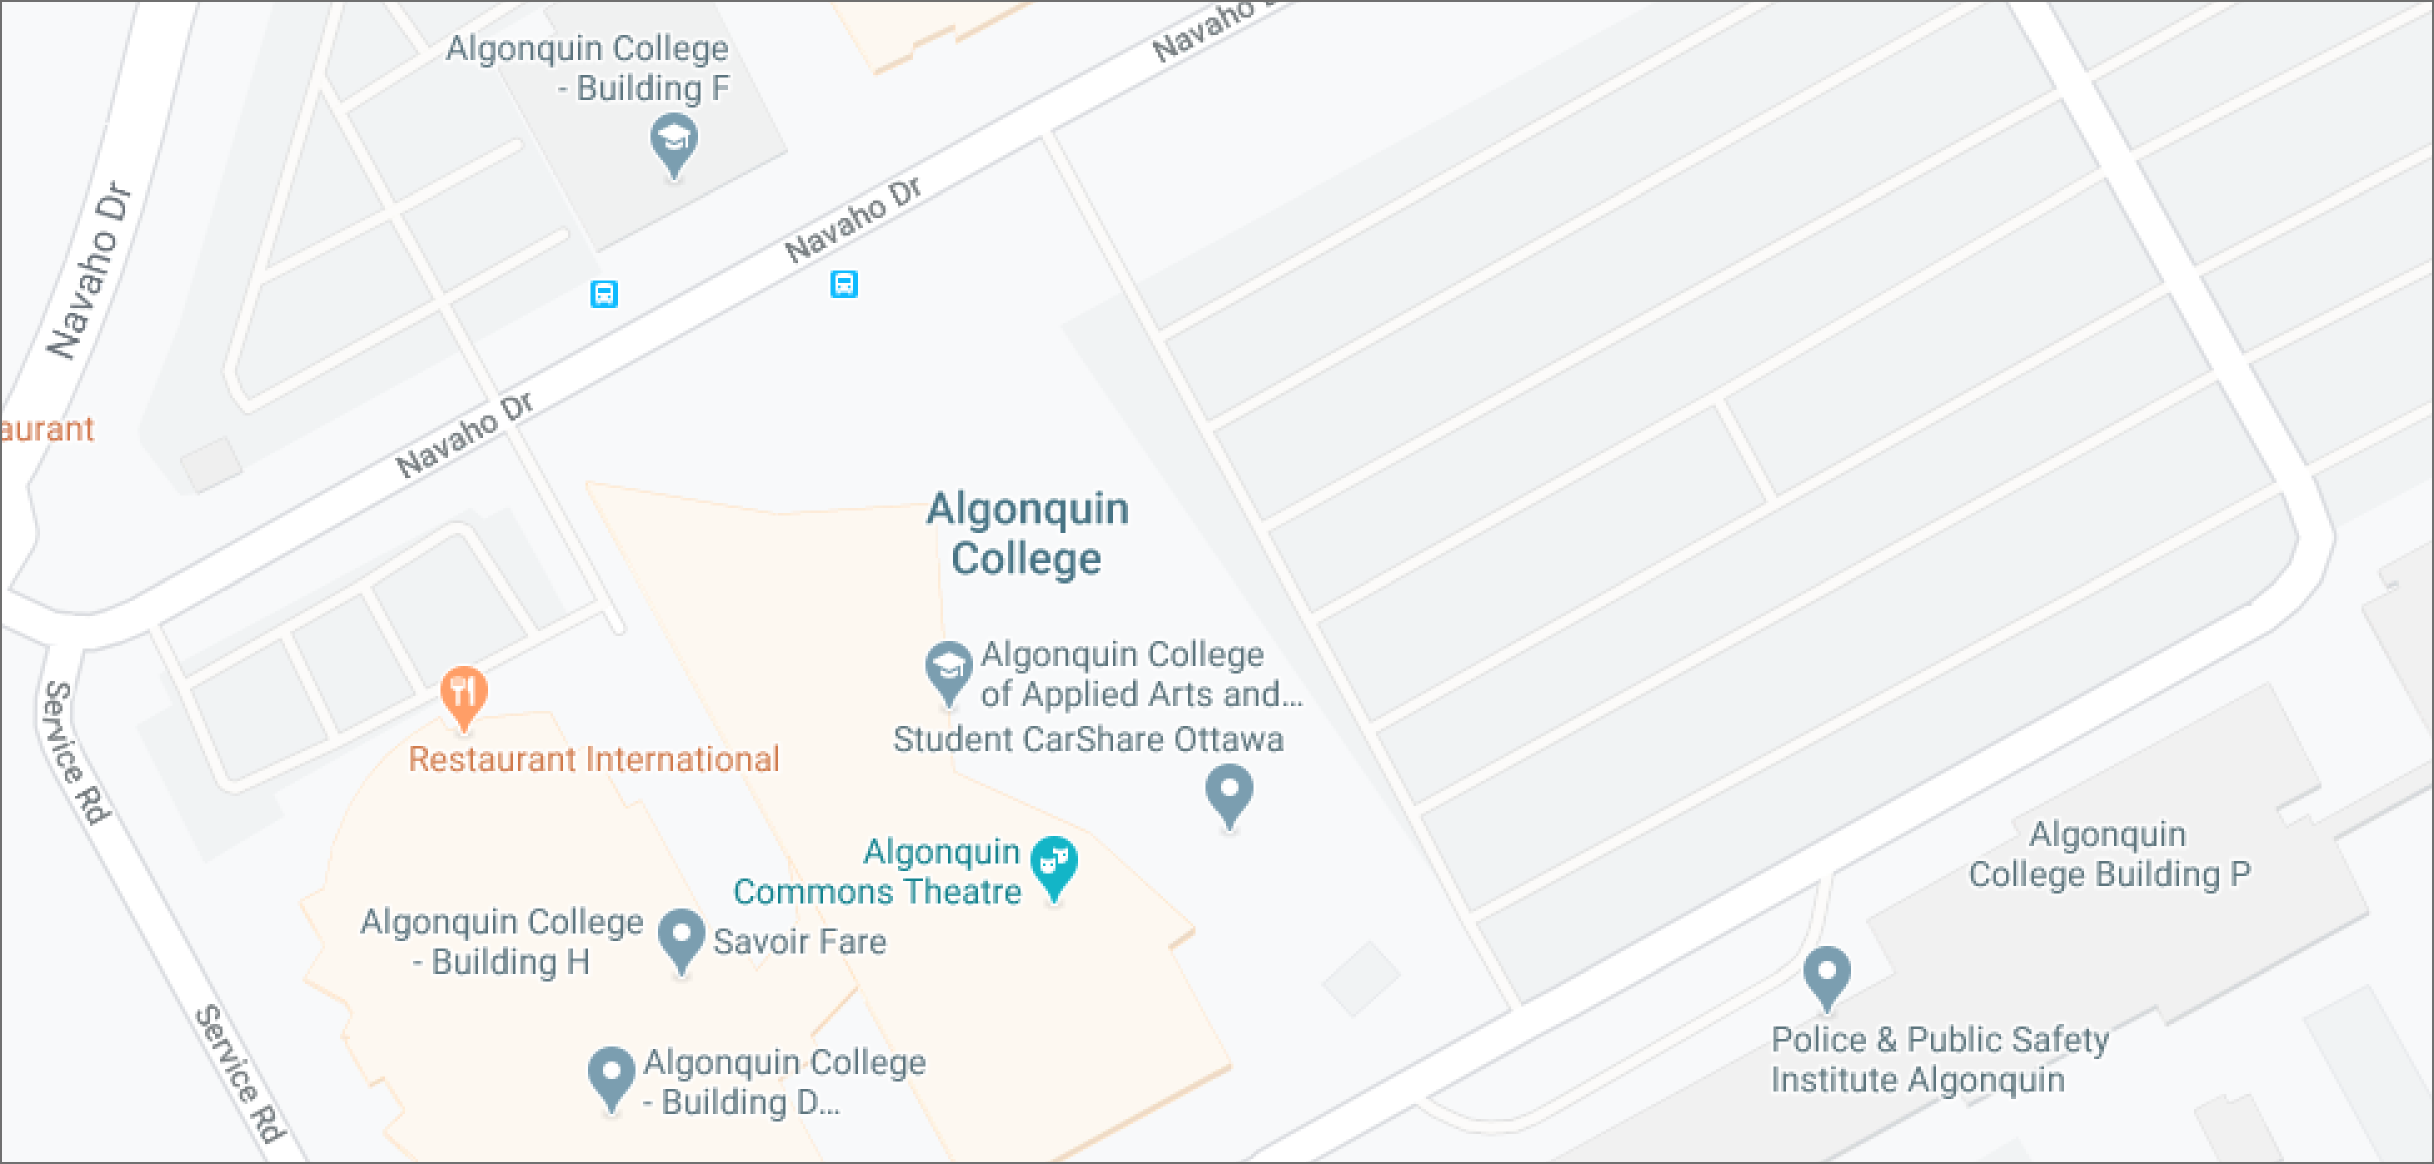 Algonquin College
- Building F
Navaho
Navaho Dr
Navaho Dr
Navaho Dr
aurant
Algonquin
College
Algonquin College
of Applied Arts and...
Student CarShare Ottawa
Restaurant International
Service Rd
Algonquin
Commons Theatre
Algonquin
College Building P
Algonquin College
- Building H
Savoir Fare
Police & Public Safety
Institute Algonquin
Service Rd
Algonquin College
- Building D...